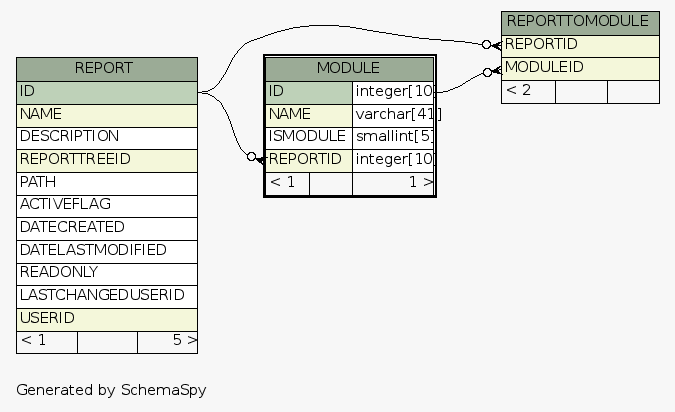 REPORTTOMODULE
REPORTID
MODULEID
< 2
REPORT
ID
NAME
DESCRIPTION
REPORTTREEID
PATH
ACTIVEFLAG
DATECREATED
DATELASTMODIFIED
READONLY
LASTCHANGEDUSERID
USERID
< 1 5 >
MODULE
ID integer[10
NAME varchar[41]
ISMODULE smallint[5]
REPORTID integer[10]
< 1 1 >
Generated by SchemaSpy